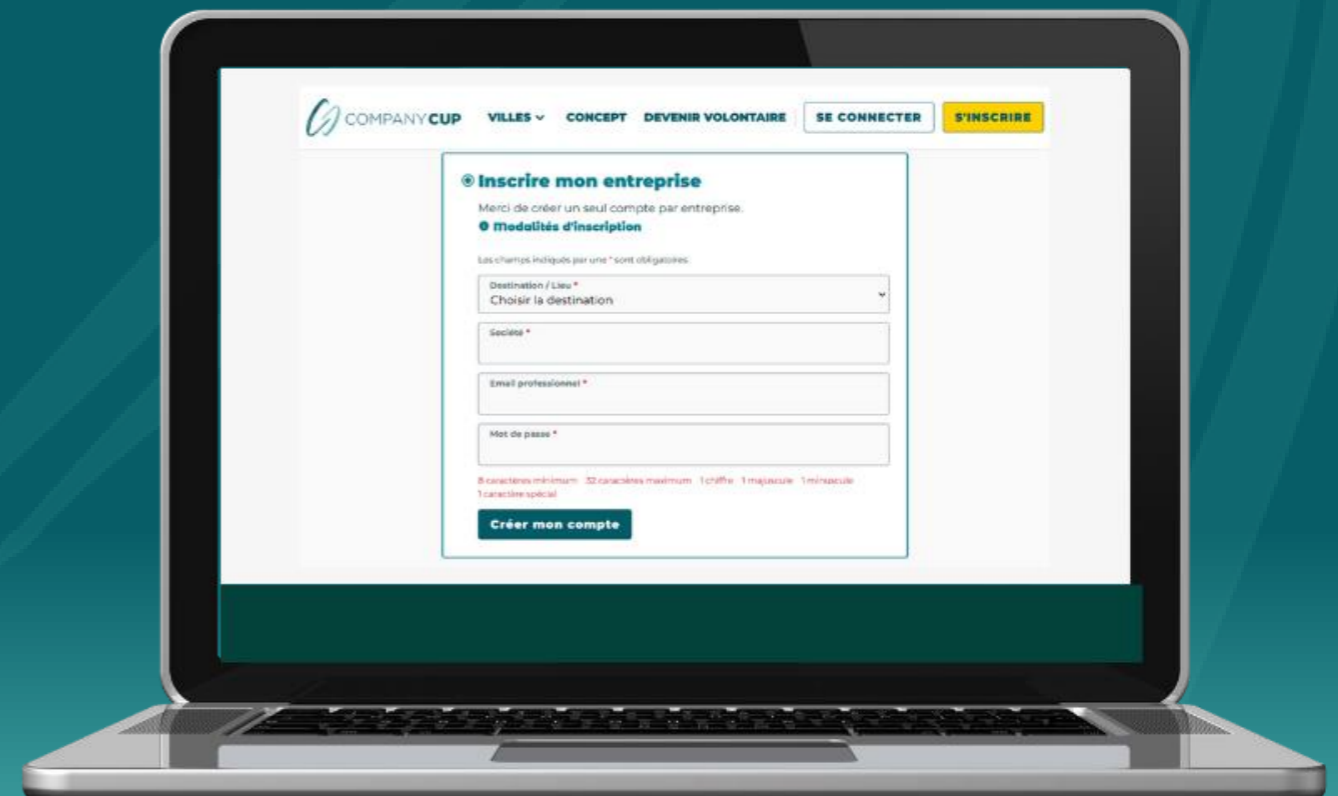 COMPANYCUP VILLES CONCEPT DEVENIR VOLONTAIRE SE CONNECTER S'INSCRIRE
Inscrire mon entreprise
Merci de créer un seul compte par entreprise.
Modalités d'inscription
Les champs indiqués par une * sont obligatoires.
Destination / Lieu *
Choisir la destination
Société *
Email professionnel *
Mot de passe *
8 caractères minimum 32 caractères maximum 1 chiffre 1 majuscule 1 minuscule
1 caractère spécial
Créer mon compte